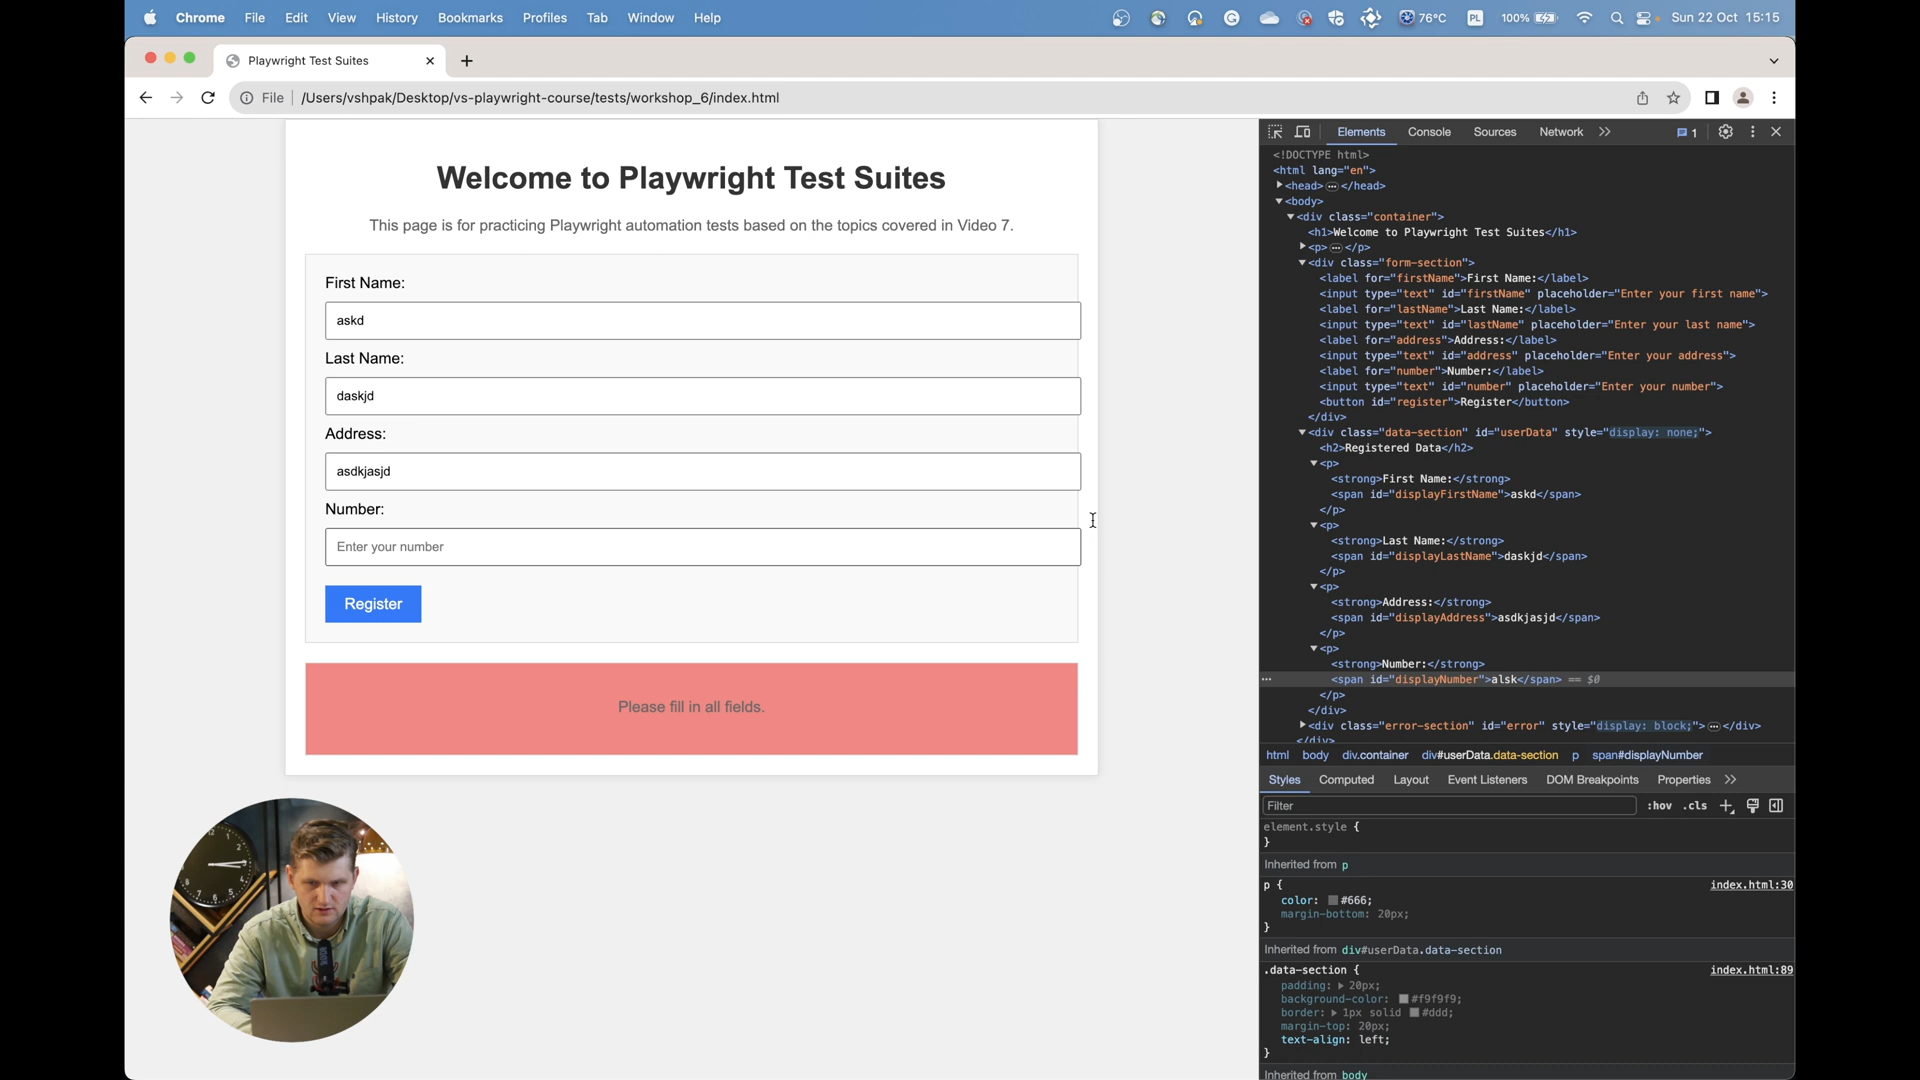 Chrome File Edit View History Bookmarks Profiles Tab Window Help 76°C PL 100% Sun 22 Oct 15:15
Playwright Test Suites
File /Users/vshpak/Desktop/vs-playwright-course/tests/workshop_6/index.html
Welcome to Playwright Test Suites
This page is for practicing Playwright automation tests based on the topics covered in Video 7.
First Name:
askd
Last Name:
daskjd
Address:
asdkjasjd
Number:
Enter your number
Register
Please fill in all fields.
Elements Console Sources Network 1
<!DOCTYPE html>
<html lang="en">
<head> </head>
<body>
<div class="container">
<h1>Welcome to Playwright Test Suites</h1>
<p> </p>
<div class="form-section">
<label for="firstName">First Name:</label>
<input type="text" id="firstName" placeholder="Enter your first name">
<label for="lastName">Last Name:</label>
<input type="text" id="lastName" placeholder="Enter your last name">
<label for="address">Address:</label>
<input type="text" id="address" placeholder="Enter your address">
<label for="number">Number:</label>
<input type="text" id="number" placeholder="Enter your number">
<button id="register">Register</button>
</div>
<div class="data-section" id="userData" style="display: none;">
<h2>Registered Data</h2>
<p>
<strong>First Name:</strong>
<span id="displayFirstName">askd</span>
</p>
<p>
<strong>Last Name:</strong>
<span id="displayLastName">daskjd</span>
</p>
<p>
<strong>Address:</strong>
<span id="displayAddress">asdkjasjd</span>
</p>
<p>
<strong>Number:</strong>
<span id="displayNumber">alsk</span> == $0
</p>
</div>
<div class="error-section" id="error" style="display: block;"> </div>
</div>
html body div.container div#userData.data-section p span#displayNumber
Styles Computed Layout Event Listeners DOM Breakpoints Properties
Filter :hov .cls
element.style {
}
Inherited from p
p { index.html:30
color: #666;
margin-bottom: 20px;
}
Inherited from div#userData.data-section
.data-section { index.html:89
padding: 20px;
background-color: #f9f9f9;
border: 1px solid #ddd;
margin-top: 20px;
text-align: left;
}
Inherited from body